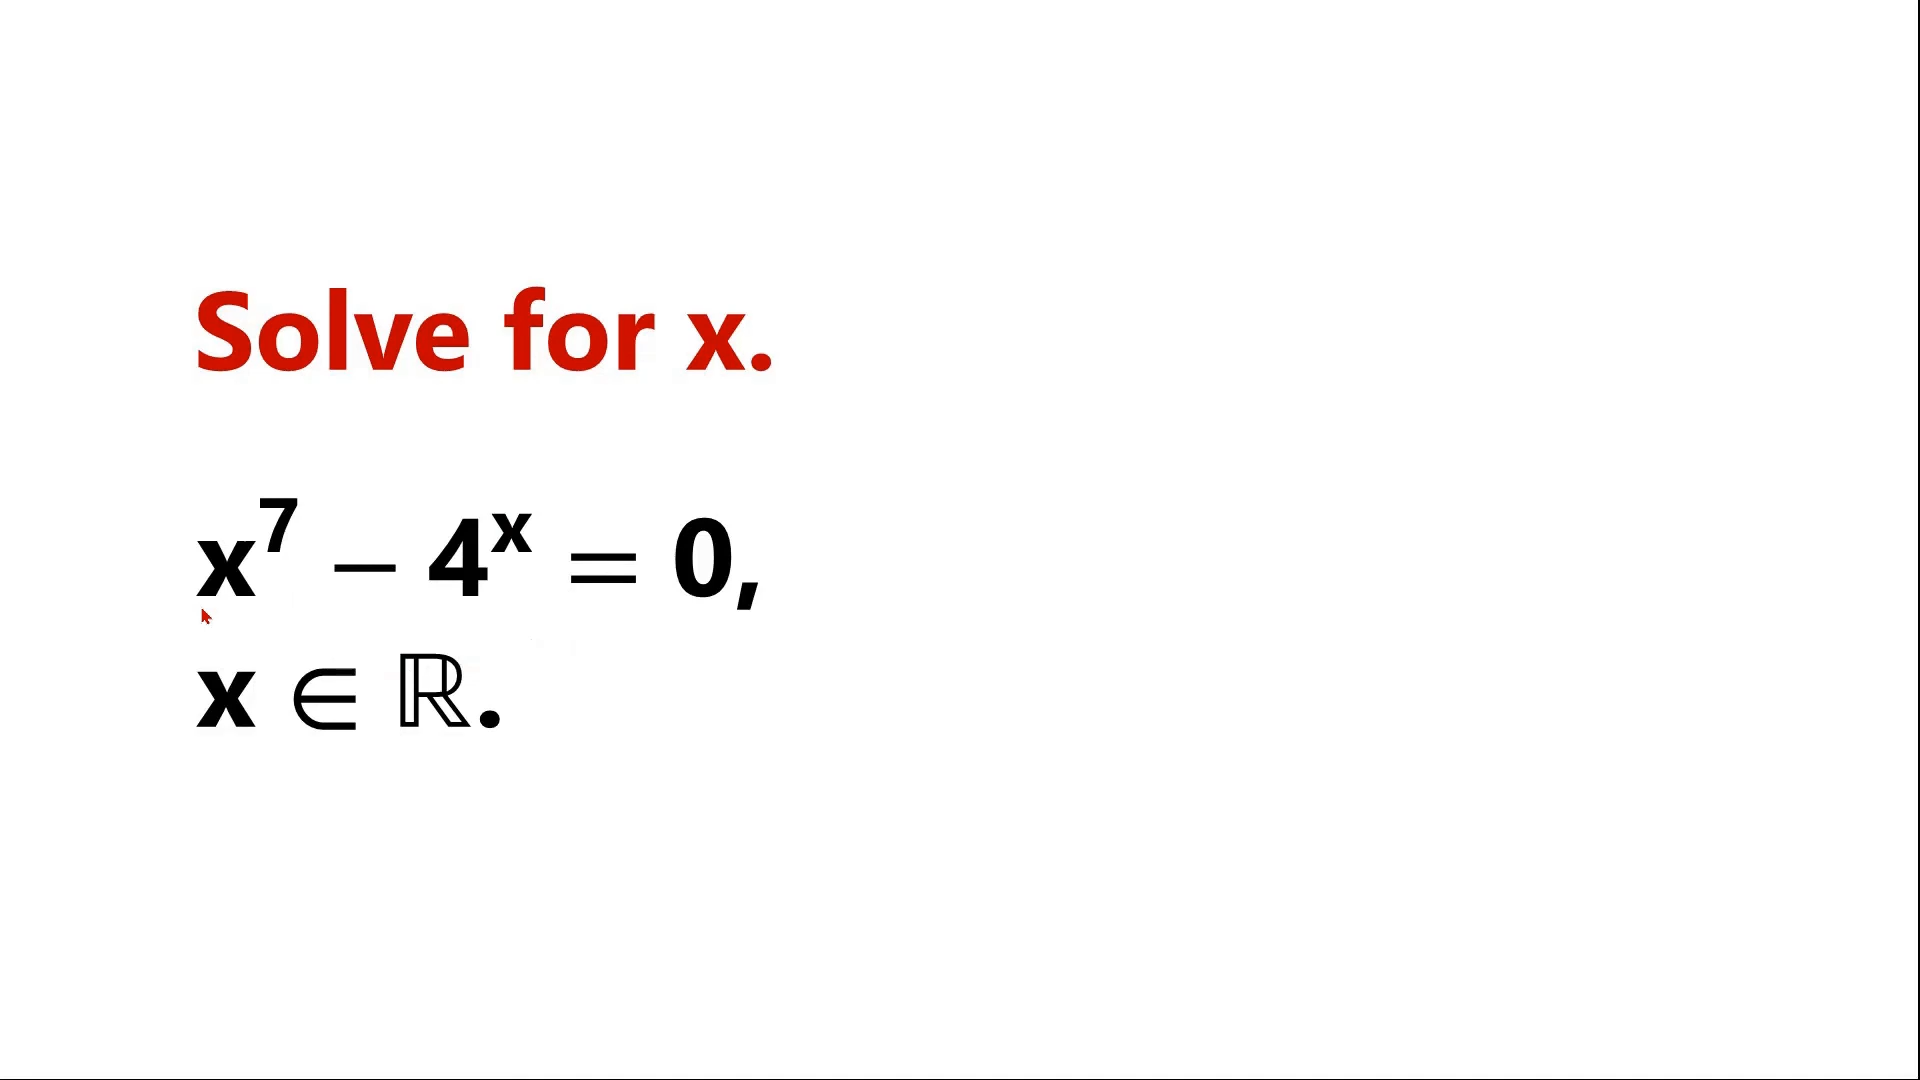 Solve for x.
x⁷ − 4ˣ = 0,
x ∈ ℝ.